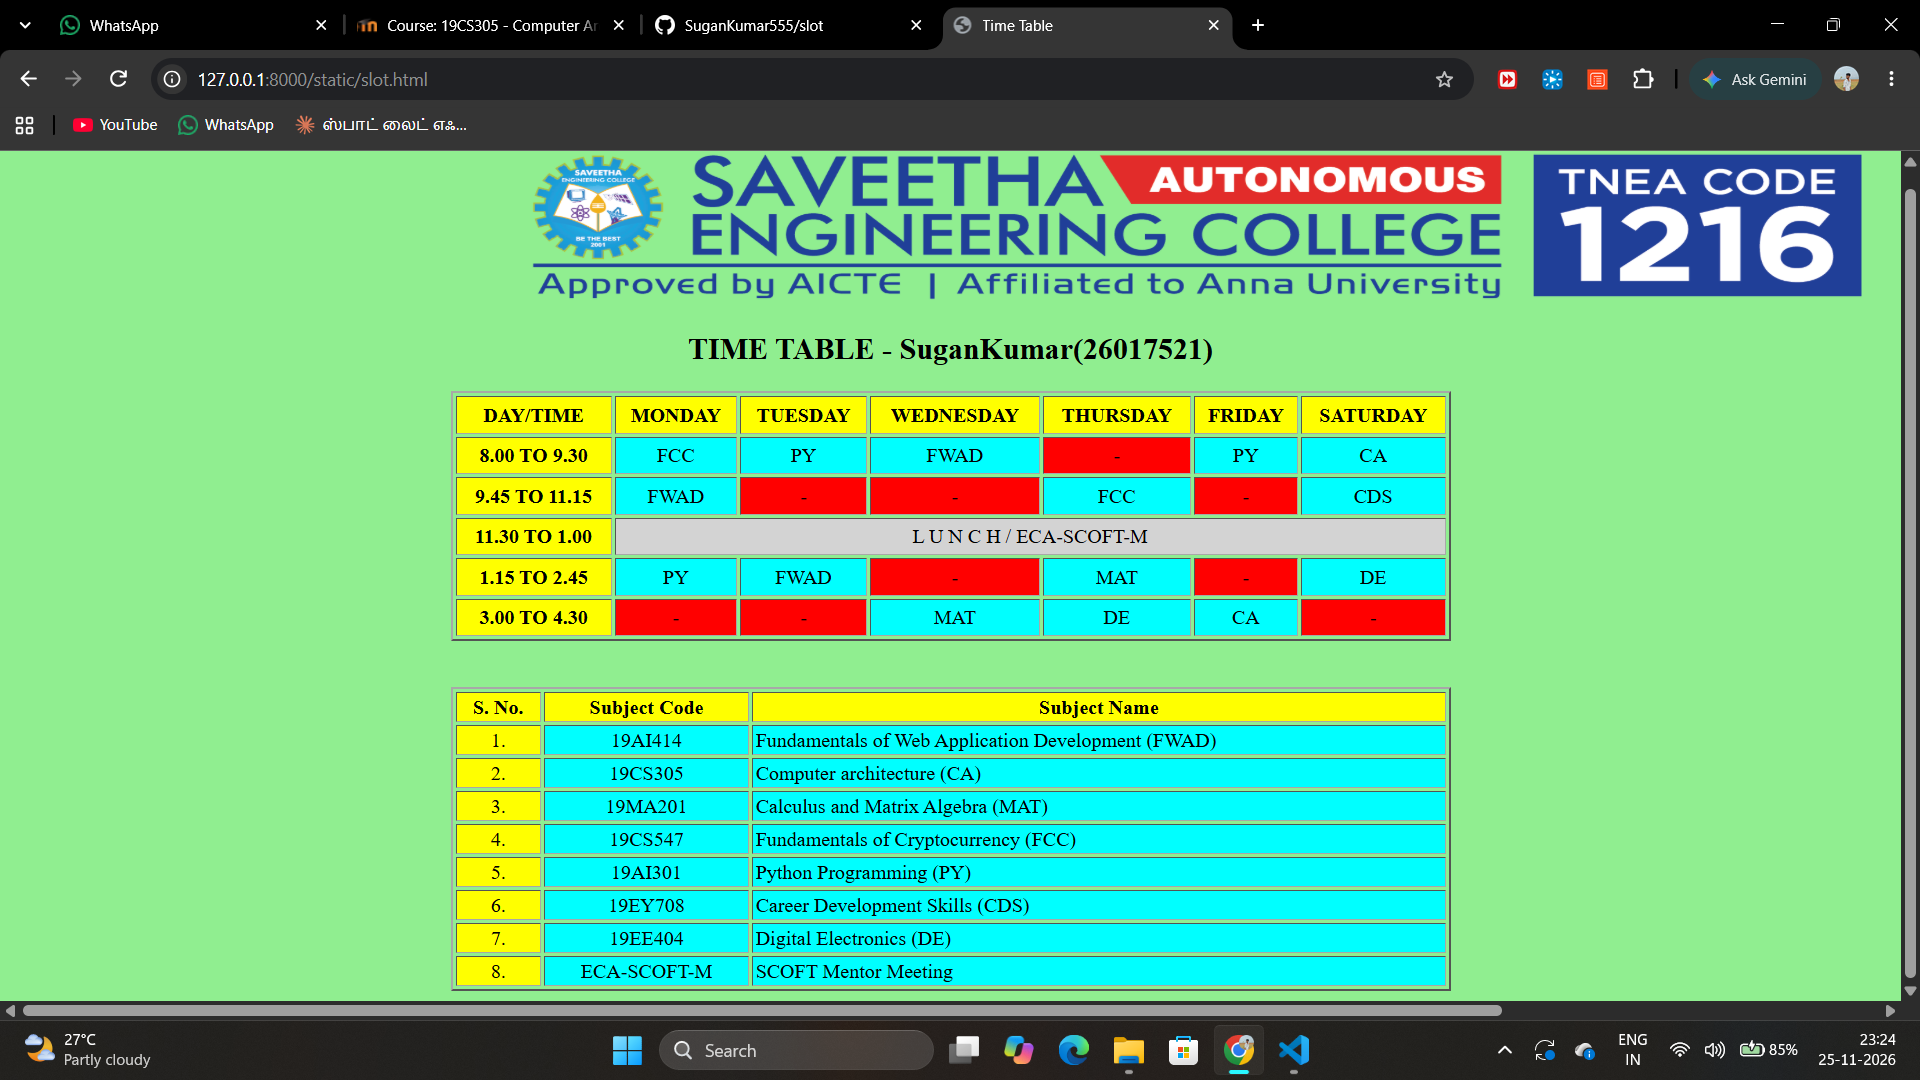 WhatsApp
Course: 19CS305 - Computer Ar
SuganKumar555/slot
Time Table
127.0.0.1:8000/static/slot.html
Ask Gemini
YouTube
WhatsApp
ஸ்பாட் லைட் எஃ...
SAVEETHA
ENGINEERING COLLEGE
BE THE BEST
2001
SAVEETHA AUTONOMOUS
ENGINEERING COLLEGE
Approved by AICTE | Affiliated to Anna University
TNEA CODE
1216
TIME TABLE - SuganKumar(26017521)
DAY/TIME MONDAY TUESDAY WEDNESDAY THURSDAY FRIDAY SATURDAY
8.00 TO 9.30 FCC PY FWAD - PY CA
9.45 TO 11.15 FWAD - - FCC - CDS
11.30 TO 1.00 L U N C H / ECA-SCOFT-M
1.15 TO 2.45 PY FWAD - MAT - DE
3.00 TO 4.30 - - MAT DE CA -
S. No. Subject Code Subject Name
1. 19AI414 Fundamentals of Web Application Development (FWAD)
2. 19CS305 Computer architecture (CA)
3. 19MA201 Calculus and Matrix Algebra (MAT)
4. 19CS547 Fundamentals of Cryptocurrency (FCC)
5. 19AI301 Python Programming (PY)
6. 19EY708 Career Development Skills (CDS)
7. 19EE404 Digital Electronics (DE)
8. ECA-SCOFT-M SCOFT Mentor Meeting
27°C
Partly cloudy
Search
ENG
IN
85%
23:24
25-11-2026